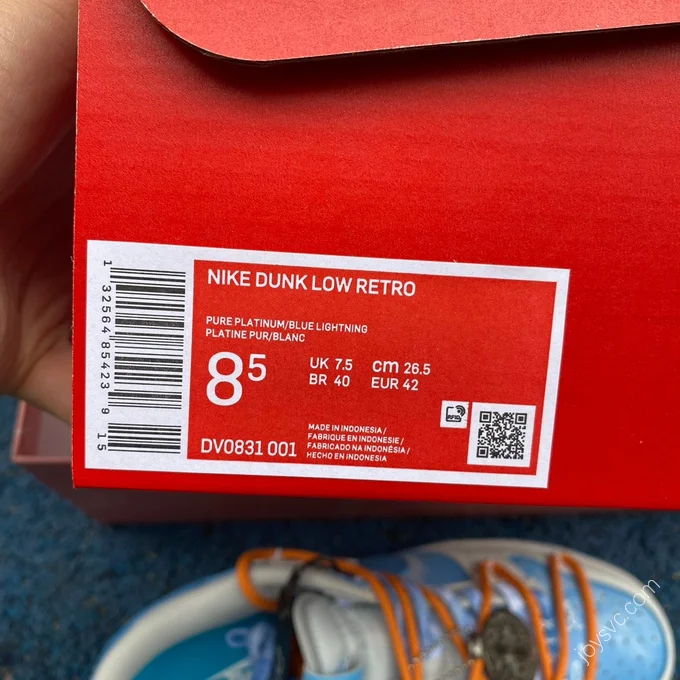 NIKE DUNK LOW RETRO
PURE PLATINUM/BLUE LIGHTNING
PLATINE PUR/BLANC
8⁵
UK 7.5 cm 26.5
BR 40 EUR 42
DV0831 001
MADE IN INDONESIA /
FABRIQUE EN INDONESIE /
FABRICADO NA INDONÉSIA /
HECHO EN INDONESIA
RFID
1 32564 85423 9 15
joysvc.com